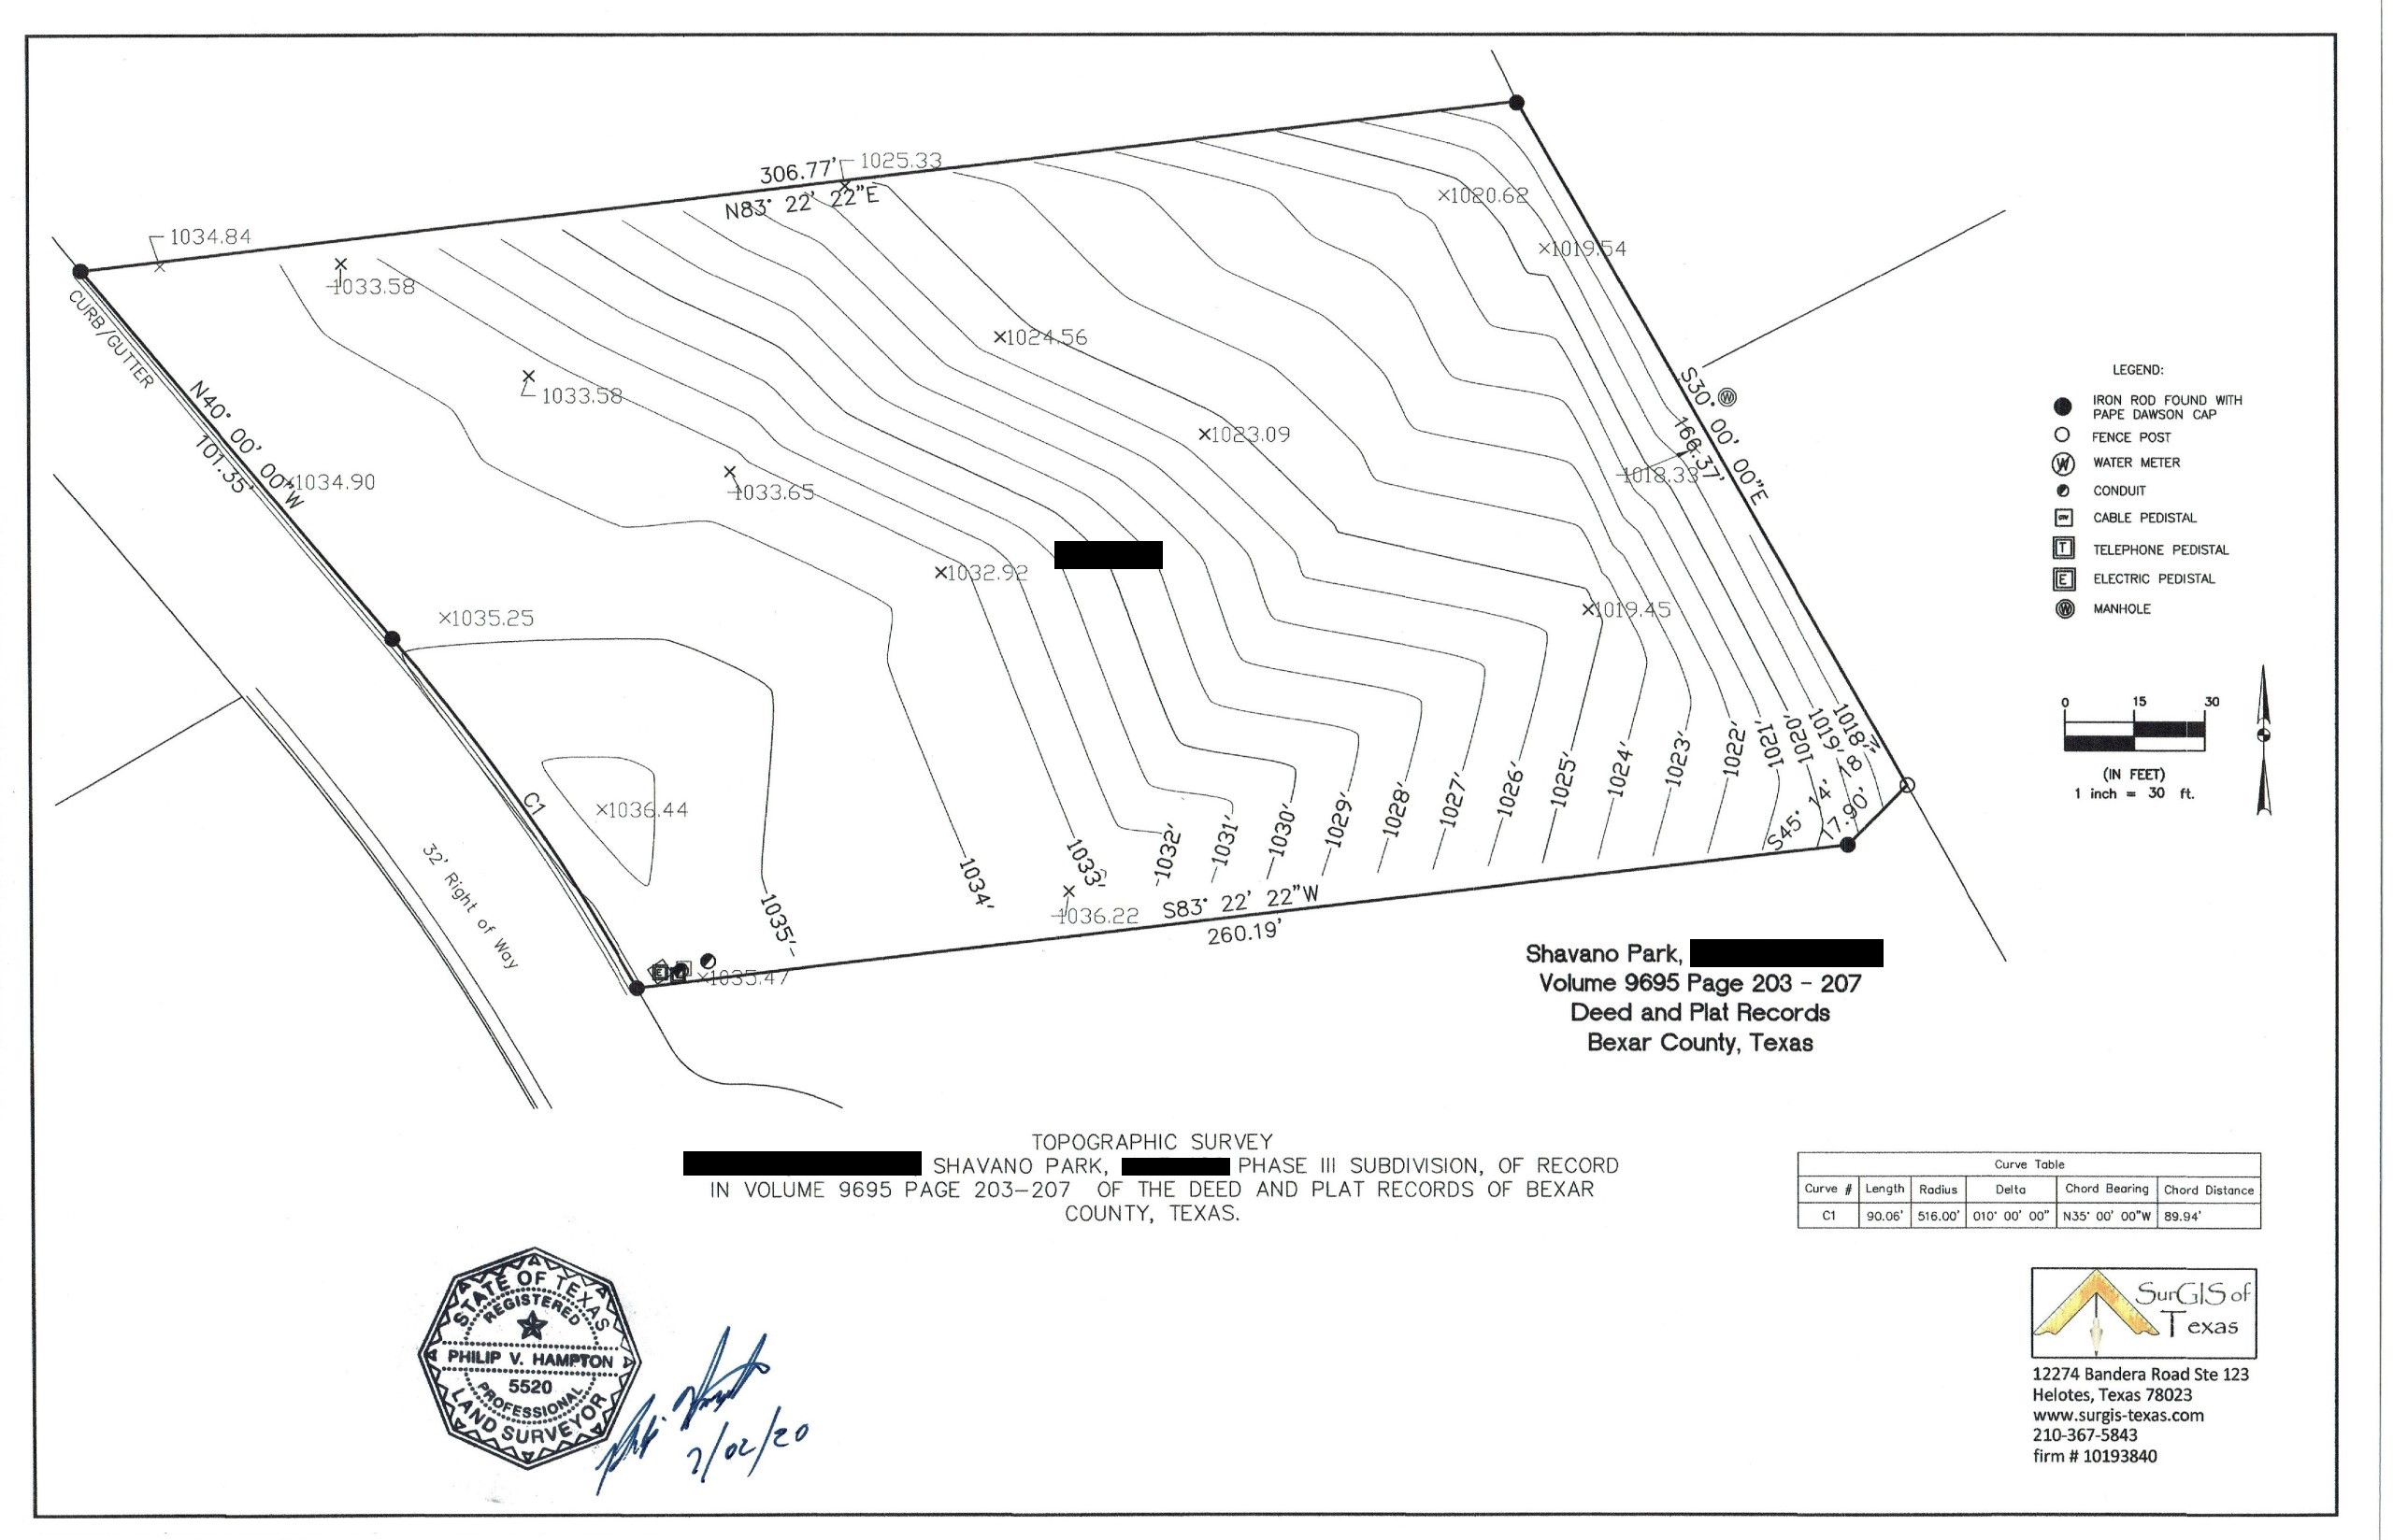 306.77'
1025.33
N83° 22' 22"E
1034.84
1033.58
1020.62
1019.54
CURB/GUTTER
1024.56
1033.58
N40° 00' 00"W
101.35'
1034.90
1033.65
1023.09
S30° 00' 00"E
166.37'
1018.33
1032.92
1035.25
1019.45
1036.44
C1
32' Right of Way
1035'
1034'
1033'
1032'
1031'
1030'
1029'
1028'
1027'
1026'
1025'
1024'
1023'
1022'
1021'
1020'
1019'
1018'
S45° 14' 18"W
17.90'
1036.22
1035.47
S83° 22' 22"W
260.19'
LEGEND:
IRON ROD FOUND WITH
PAPE DAWSON CAP
FENCE POST
W WATER METER
CONDUIT
CABLE PEDISTAL
T TELEPHONE PEDISTAL
E ELECTRIC PEDISTAL
W MANHOLE
0 15 30
(IN FEET)
1 inch = 30 ft.
Shavano Park,
Volume 9695 Page 203 - 207
Deed and Plat Records
Bexar County, Texas
TOPOGRAPHIC SURVEY
SHAVANO PARK, PHASE III SUBDIVISION, OF RECORD
IN VOLUME 9695 PAGE 203-207 OF THE DEED AND PLAT RECORDS OF BEXAR
COUNTY, TEXAS.
Curve Table
Curve # Length Radius Delta Chord Bearing Chord Distance
C1 90.06' 516.00' 010° 00' 00" N35° 00' 00"W 89.94'
STATE OF TEXAS
REGISTERED
PHILIP V. HAMPTON
5520
PROFESSIONAL
LAND SURVEYOR
7/02/20
SurGIS of
Texas
12274 Bandera Road Ste 123
Helotes, Texas 78023
www.surgis-texas.com
210-367-5843
firm # 10193840